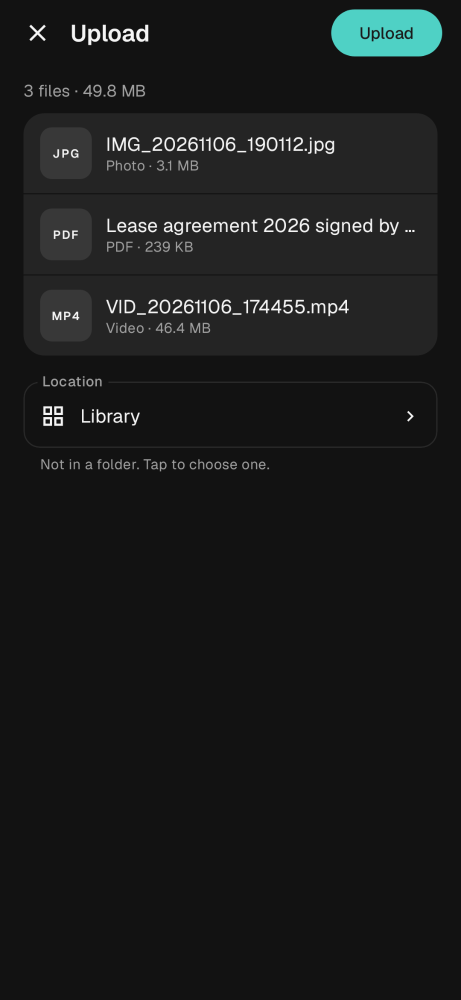 Upload
Upload
3 files · 49.8 MB
JPG
IMG_20261106_190112.jpg
Photo · 3.1 MB
PDF
Lease agreement 2026 signed by ...
PDF · 239 KB
MP4
VID_20261106_174455.mp4
Video · 46.4 MB
Location
Library
Not in a folder. Tap to choose one.